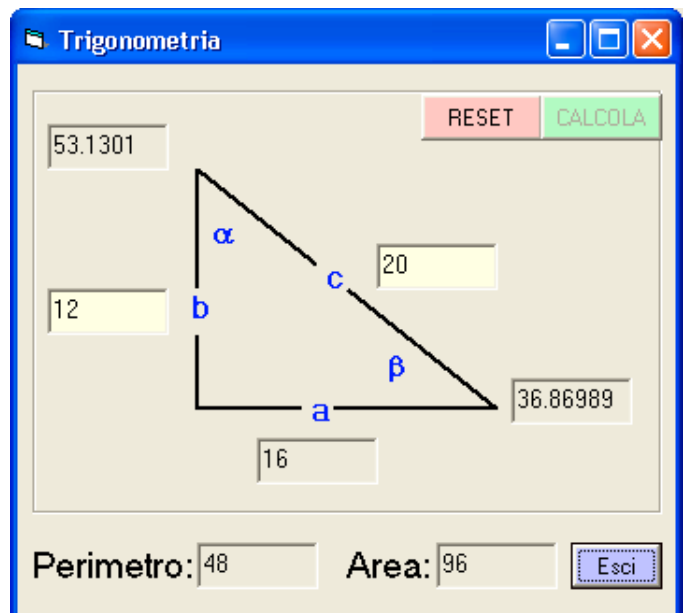 Trigonometria
RESET CALCOLA
53.1301
α
20
c
12
b
β
36.86989
a
16
Perimetro: 48 Area: 96 Esci